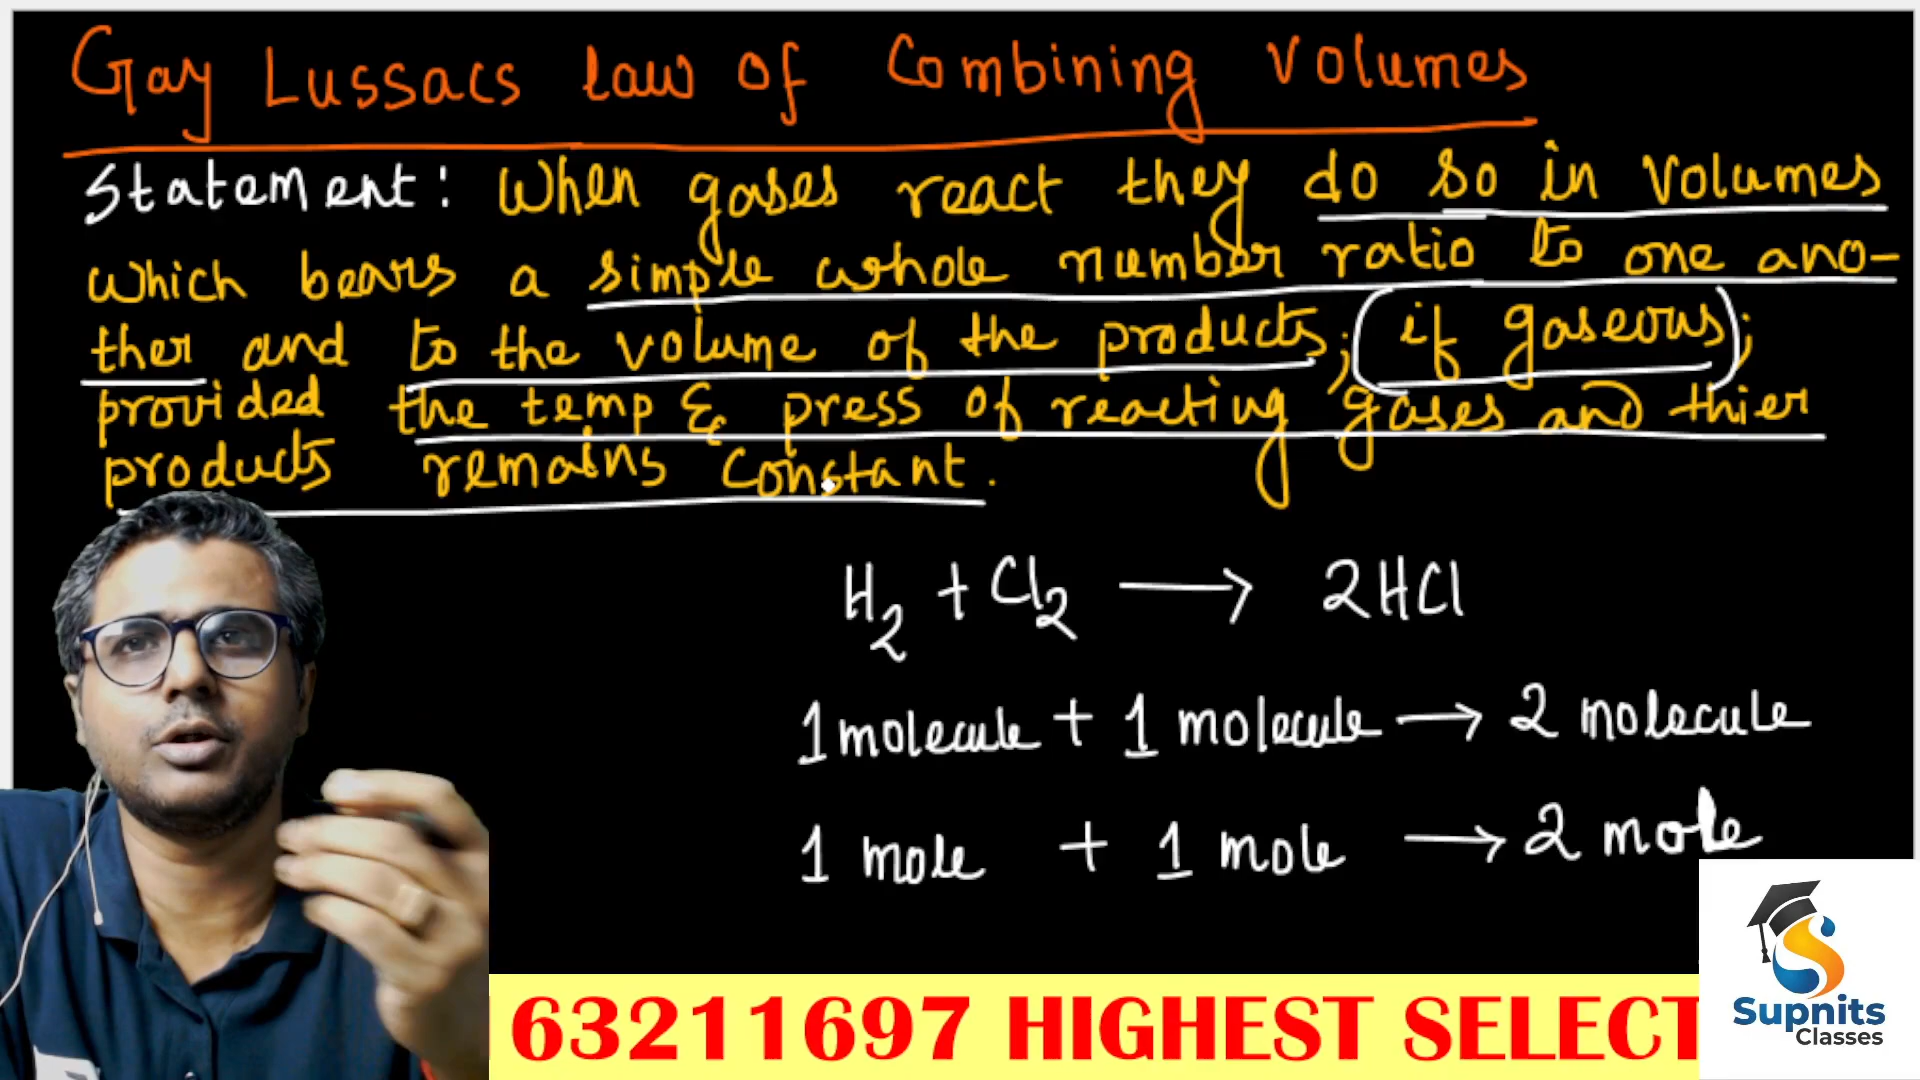 Gay Lussacs law of Combining Volumes
Statement: When gases react they do so in volumes
which bears a simple whole number ratio to one ano-
ther and to the volume of the products; (if gaseous);
provided the temp & press of reacting gases and thier
products remains constant.
H2 + Cl2 → 2HCl
1 molecule + 1 molecule → 2 molecule
1 mole + 1 mole → 2 mole
63211697 HIGHEST SELECT
Supnits
Classes